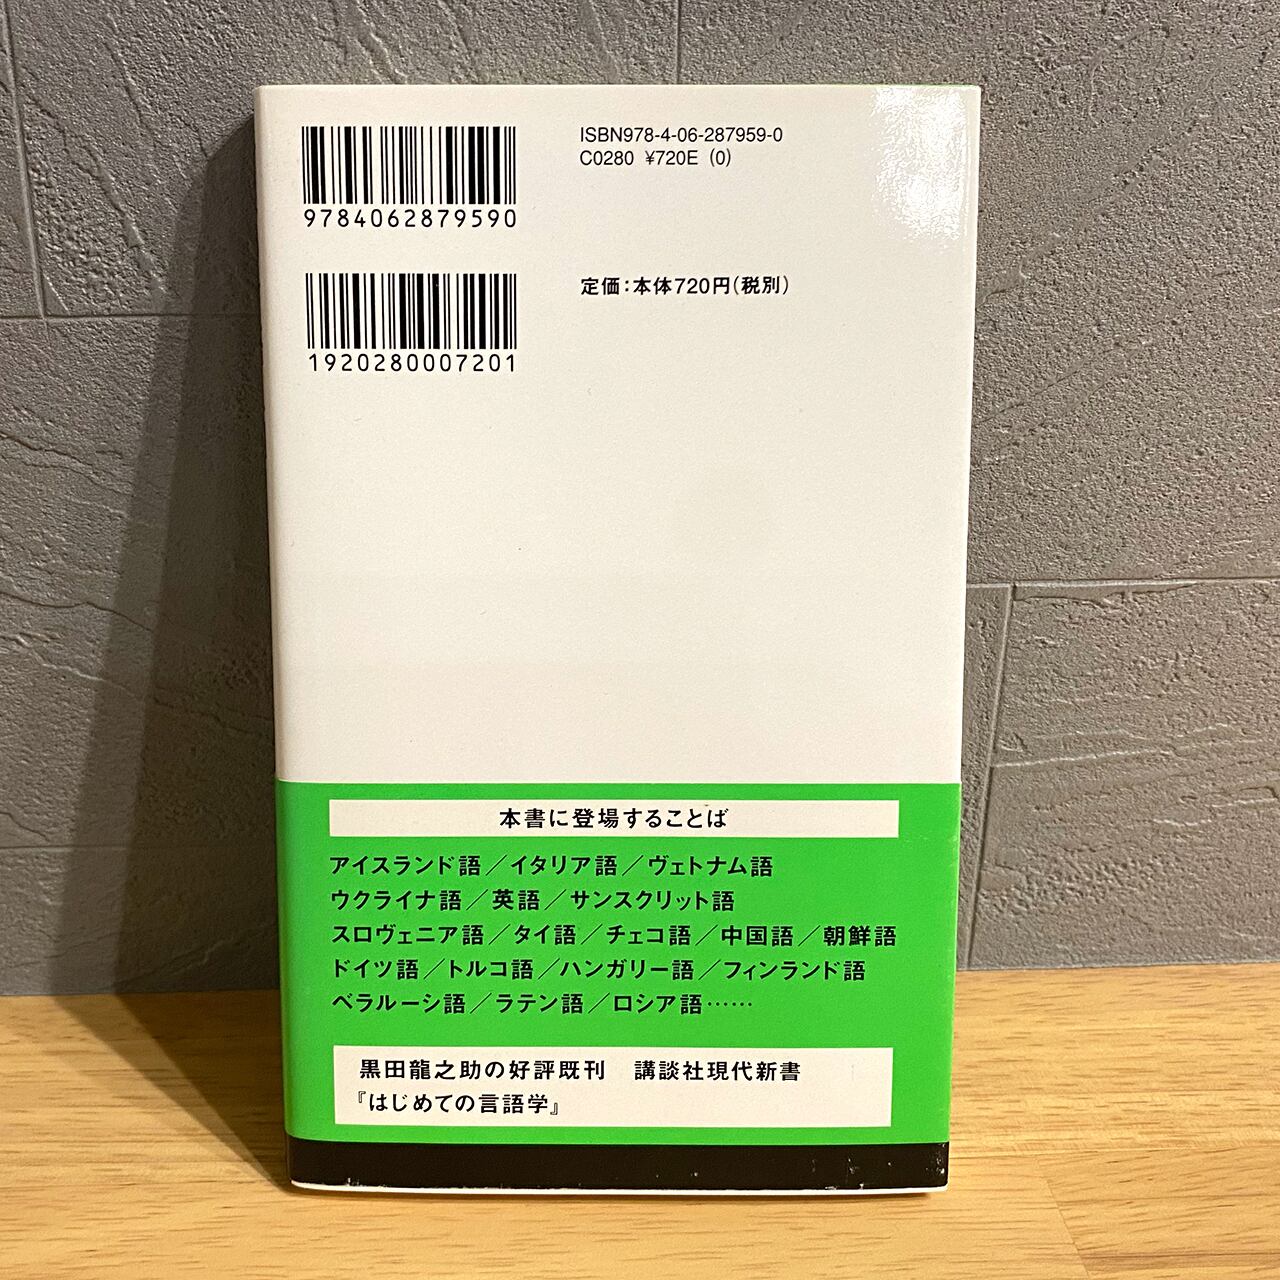 ISBN978-4-06-287959-0
C0280 ¥720E (0)
9784062879590
定価:本体720円(税別)
1920280007201
本書に登場することば
アイスランド語/イタリア語/ヴェトナム語
ウクライナ語/英語/サンスクリット語
スロヴェニア語/タイ語/チェコ語/中国語/朝鮮語
ドイツ語/トルコ語/ハンガリー語/フィンランド語
ベラルーシ語/ラテン語/ロシア語……
黒田龍之助の好評既刊 講談社現代新書
『はじめての言語学』